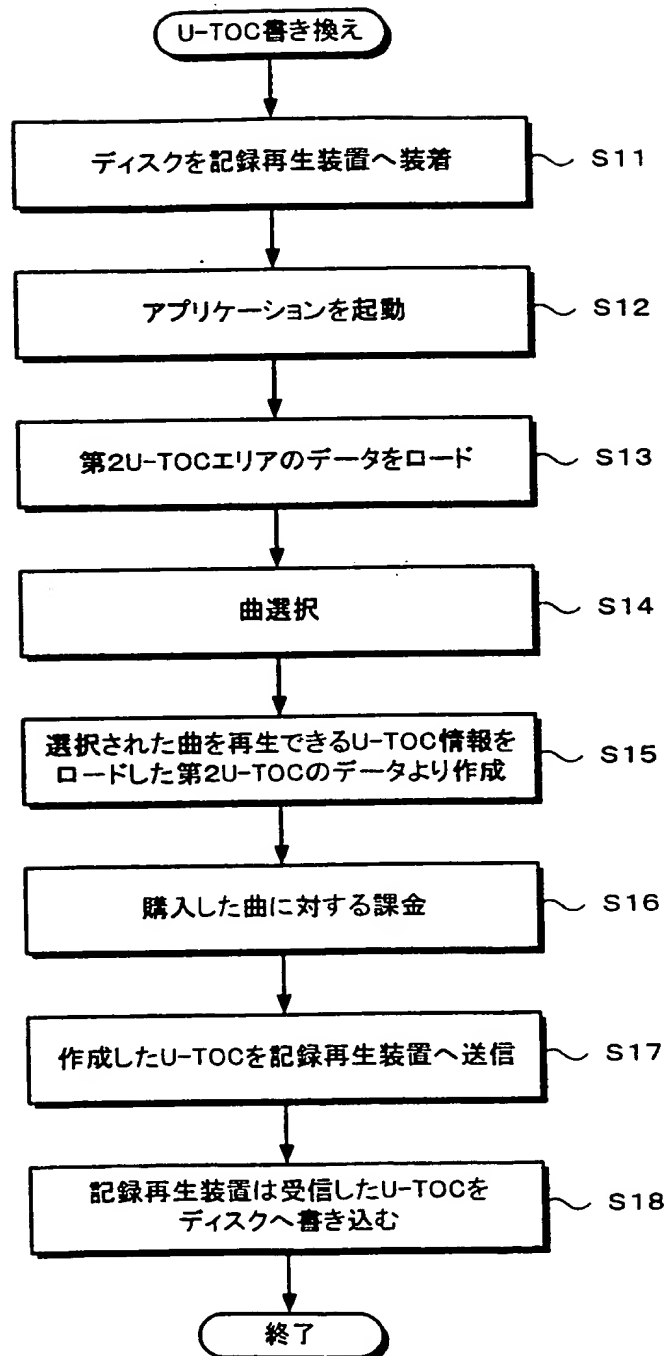 U-TOC書き換え
ディスクを記録再生装置へ装着
S11
アプリケーションを起動
S12
第2U-TOCエリアのデータをロード
S13
曲選択
S14
選択された曲を再生できるU-TOC情報を
ロードした第2U-TOCのデータより作成
S15
購入した曲に対する課金
S16
作成したU-TOCを記録再生装置へ送信
S17
記録再生装置は受信したU-TOCを
ディスクへ書き込む
S18
終了